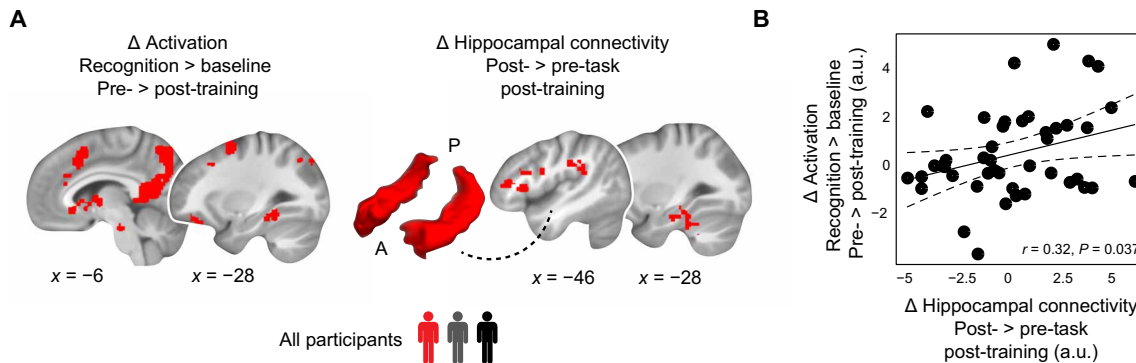 A
Δ Activation
Recognition > baseline
Pre- > post-training
x = −6
x = −28
Δ Hippocampal connectivity
Post- > pre-task
post-training
P
A
x = −46
x = −28
All participants
B
Δ Activation
Recognition > baseline
Pre- > post-training (a.u.)
4
2
0
−2
r = 0.32, P = 0.037
−5
−2.5
0
2.5
5
Δ Hippocampal connectivity
Post- > pre-task
post-training (a.u.)